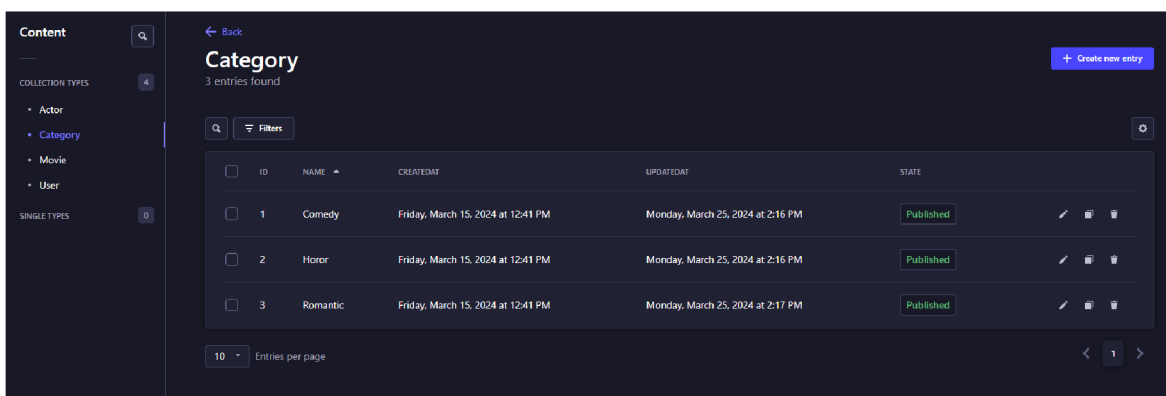 Content
COLLECTION TYPES 4
Actor
Category
Movie
User
SINGLE TYPES 0
Back
Category
3 entries found
Create new entry
Filters
ID NAME CREATEDAT UPDATEDAT STATE
1 Comedy Friday, March 15, 2024 at 12:41 PM Monday, March 25, 2024 at 2:16 PM Published
2 Horor Friday, March 15, 2024 at 12:41 PM Monday, March 25, 2024 at 2:16 PM Published
3 Romantic Friday, March 15, 2024 at 12:41 PM Monday, March 25, 2024 at 2:17 PM Published
10 Entries per page
1